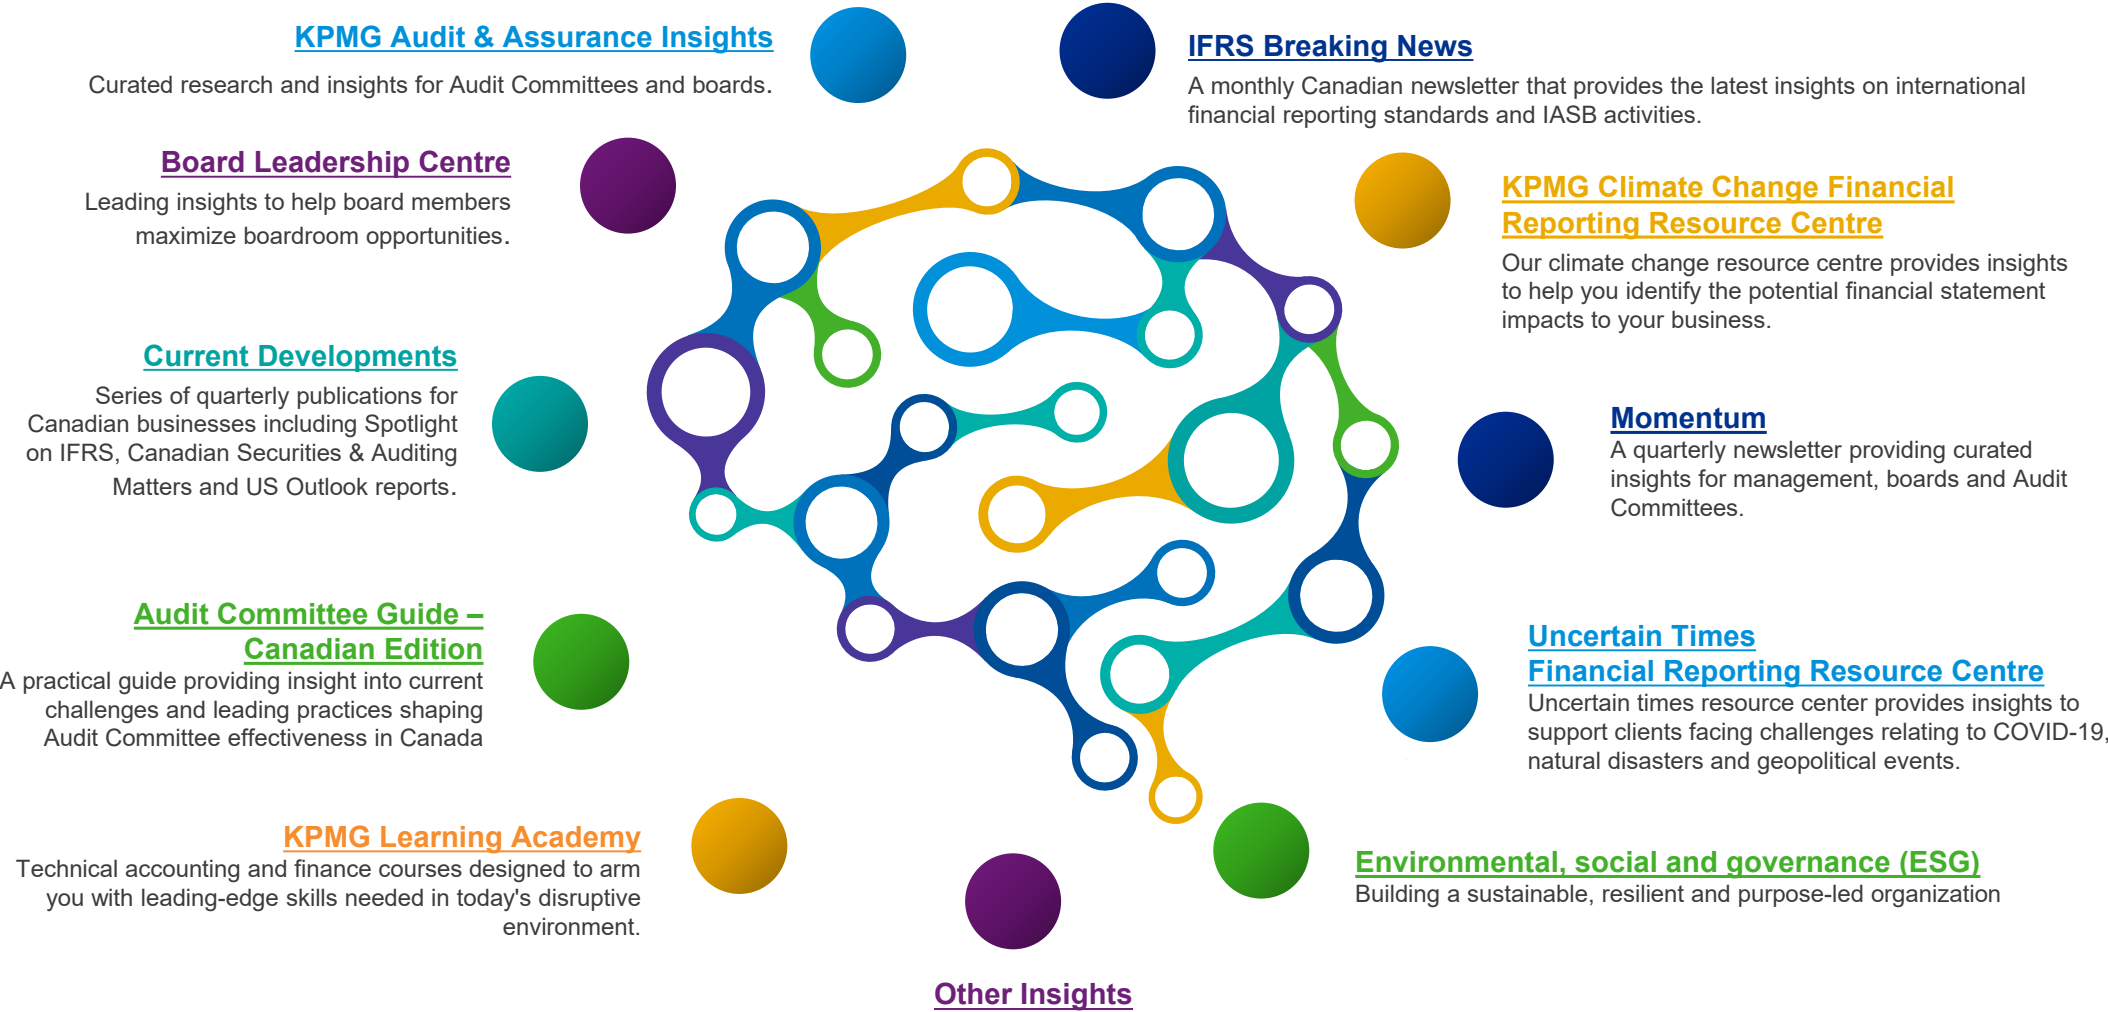 KPMG Audit & Assurance Insights
Curated research and insights for Audit Committees and boards.
IFRS Breaking News
A monthly Canadian newsletter that provides the latest insights on international
financial reporting standards and IASB activities.
Board Leadership Centre
Leading insights to help board members
maximize boardroom opportunities.
KPMG Climate Change Financial
Reporting Resource Centre
Our climate change resource centre provides insights
to help you identify the potential financial statement
impacts to your business.
Current Developments
Series of quarterly publications for
Canadian businesses including Spotlight
on IFRS, Canadian Securities & Auditing
Matters and US Outlook reports.
Momentum
A quarterly newsletter providing curated
insights for management, boards and Audit
Committees.
Audit Committee Guide –
Canadian Edition
A practical guide providing insight into current
challenges and leading practices shaping
Audit Committee effectiveness in Canada
Uncertain Times
Financial Reporting Resource Centre
Uncertain times resource center provides insights to
support clients facing challenges relating to COVID-19,
natural disasters and geopolitical events.
KPMG Learning Academy
Technical accounting and finance courses designed to arm
you with leading-edge skills needed in today's disruptive
environment.
Environmental, social and governance (ESG)
Building a sustainable, resilient and purpose-led organization
Other Insights